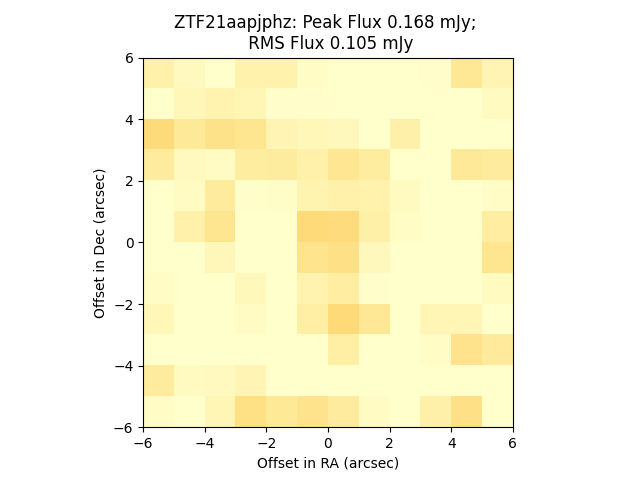 ZTF21aapjphz: Peak Flux 0.168 mJy;
RMS Flux 0.105 mJy
6
4
2
0
−2
−4
−6
Offset in Dec (arcsec)
−6 −4 −2 0 2 4 6
Offset in RA (arcsec)